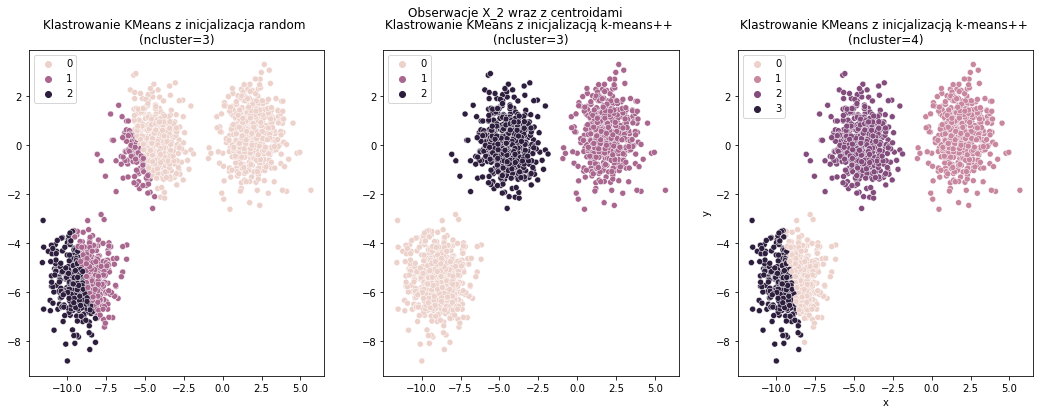 Obserwacje X_2 wraz z centroidami
Klastrowanie KMeans z inicjalizacja random
(ncluster=3)
0
1
2
2
0
−2
−4
−6
−8
−10.0 −7.5 −5.0 −2.5 0.0 2.5 5.0
Klastrowanie KMeans z inicjalizacją k-means++
(ncluster=3)
0
1
2
2
0
−2
−4
−6
−8
−10.0 −7.5 −5.0 −2.5 0.0 2.5 5.0
Klastrowanie KMeans z inicjalizacją k-means++
(ncluster=4)
0
1
2
3
y
2
0
−2
−4
−6
−8
−10.0 −7.5 −5.0 −2.5 0.0 2.5 5.0
x